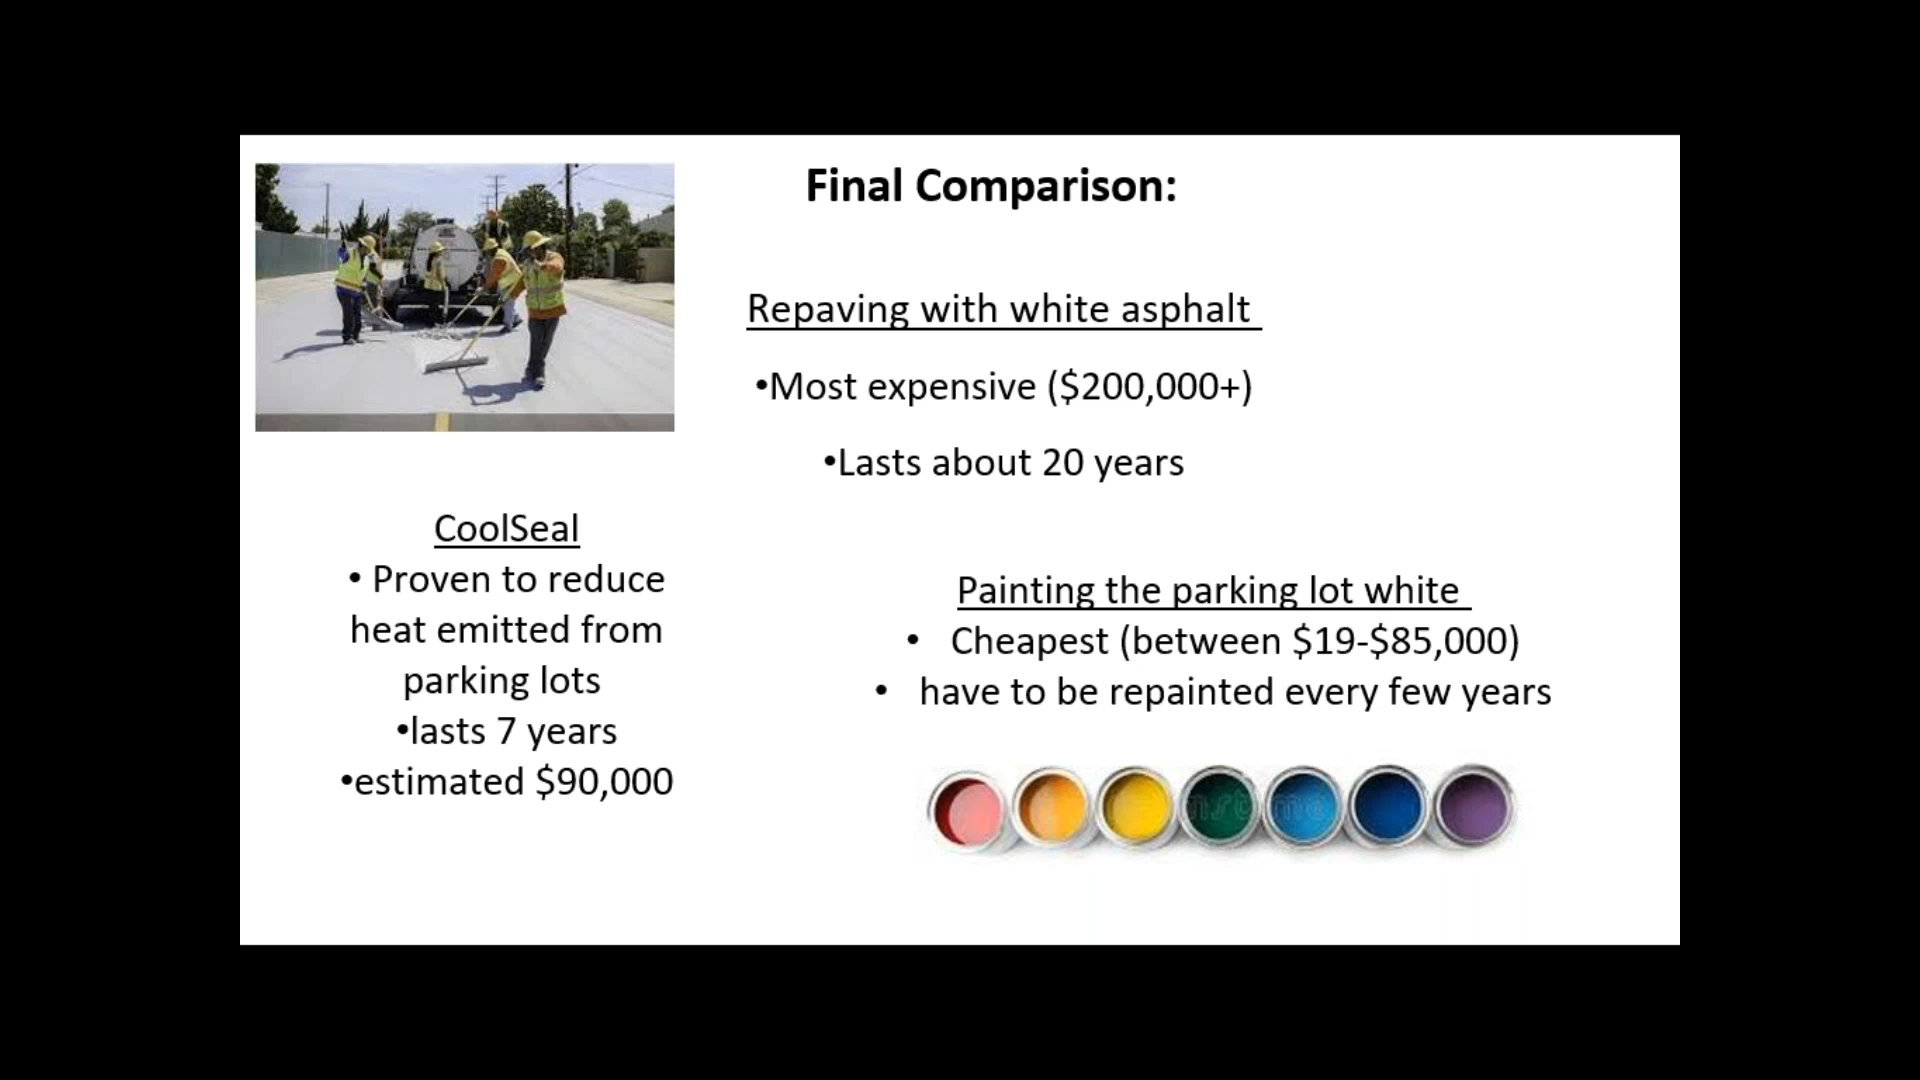 Final Comparison:
Repaving with white asphalt
•Most expensive ($200,000+)
•Lasts about 20 years
CoolSeal
• Proven to reduce
heat emitted from
parking lots
•lasts 7 years
•estimated $90,000
Painting the parking lot white
• Cheapest (between $19-$85,000)
• have to be repainted every few years